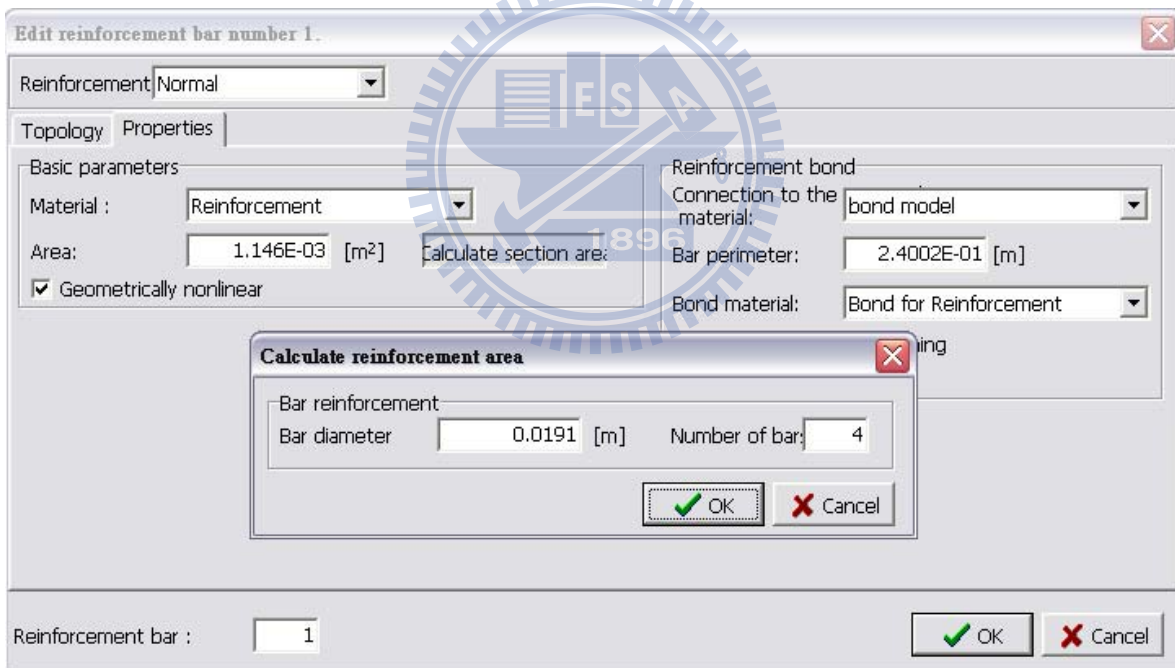 Edit reinforcement bar number 1.
Reinforcement Normal
Topology Properties
Basic parameters
Material : Reinforcement
Area: 1.146E-03 [m²] Calculate section area
Geometrically nonlinear
Reinforcement bond
Connection to the material: bond model
Bar perimeter: 2.4002E-01 [m]
Bond material: Bond for Reinforcement
ES A
1896
Calculate reinforcement area
Bar reinforcement
Bar diameter 0.0191 [m] Number of bar: 4
OK Cancel
Reinforcement bar : 1
OK Cancel